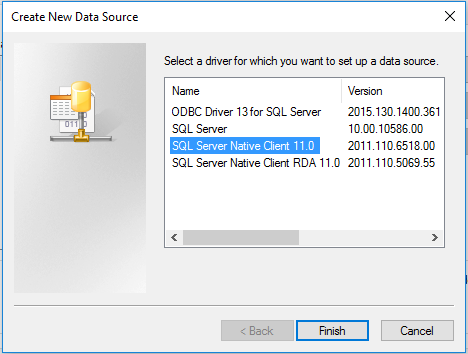 Create New Data Source
Select a driver for which you want to set up a data source.
Name Version
ODBC Driver 13 for SQL Server 2015.130.1400.361
SQL Server 10.00.10586.00
SQL Server Native Client 11.0 2011.110.6518.00
SQL Server Native Client RDA 11.0 2011.110.5069.55
< Back Finish Cancel